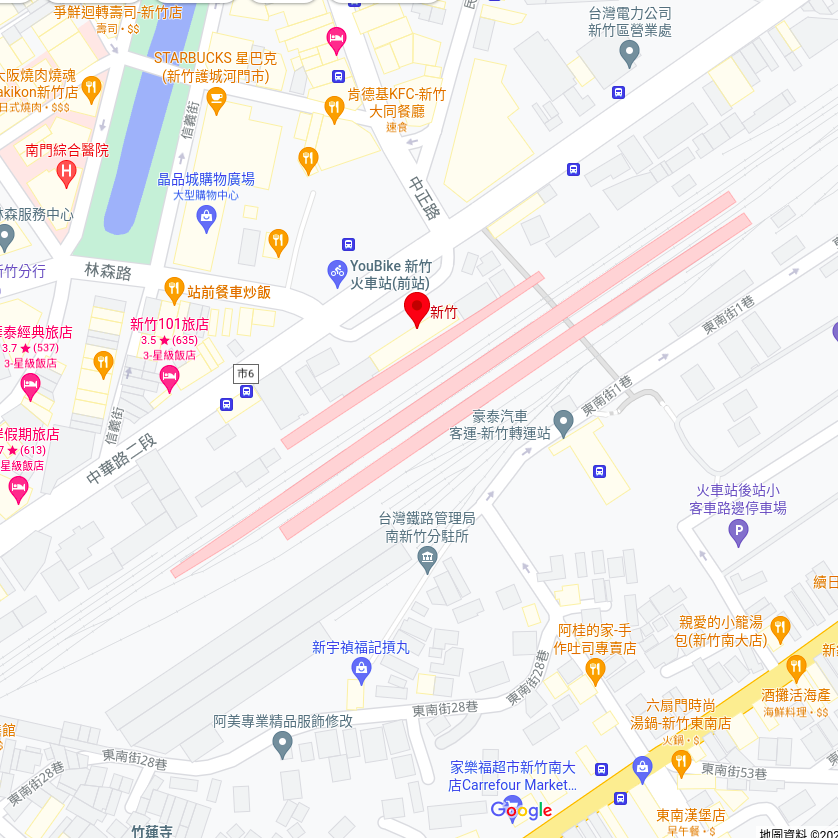 爭鮮迴轉壽司-新竹店
壽司・$$
STARBUCKS 星巴克
(新竹護城河門市)
大阪燒肉燒魂
akikon新竹店
日式燒肉・$$$
信義街
肯德基KFC-新竹
大同餐廳
速食
台灣電力公司
新竹區營業處
南門綜合醫院
晶品城購物廣場
大型購物中心
中正路
林森服務中心
新竹分行
林森路
YouBike 新竹
火車站(前站)
站前餐車炒飯
新竹
新竹101旅店
3.5 ★ (635)
3-星級飯店
泰經典旅店
3.7 ★ (537)
3-星級飯店
市6
假期旅店
7 ★ (613)
星級飯店
信義街
中華路二段
東南街1巷
東南街1巷
豪泰汽車
客運-新竹轉運站
火車站後站小
客車路邊停車場
台灣鐵路管理局
南新竹分駐所
續日
親愛的小籠湯
包(新竹南大店)
阿桂的家-手
作吐司專賣店
新宇禎福記摃丸
東南街28巷
酒攤活海產
海鮮料理・$$
六扇門時尚
湯鍋-新竹東南店
火鍋・$
東南街28巷
阿美專業精品服飾修改
館
東南街28巷
東南街28巷
家樂福超市新竹南大
店Carrefour Market…
Google
東南街53巷
東南漢堡店
早午餐・$
竹蓮寺
地圖資料 ©202